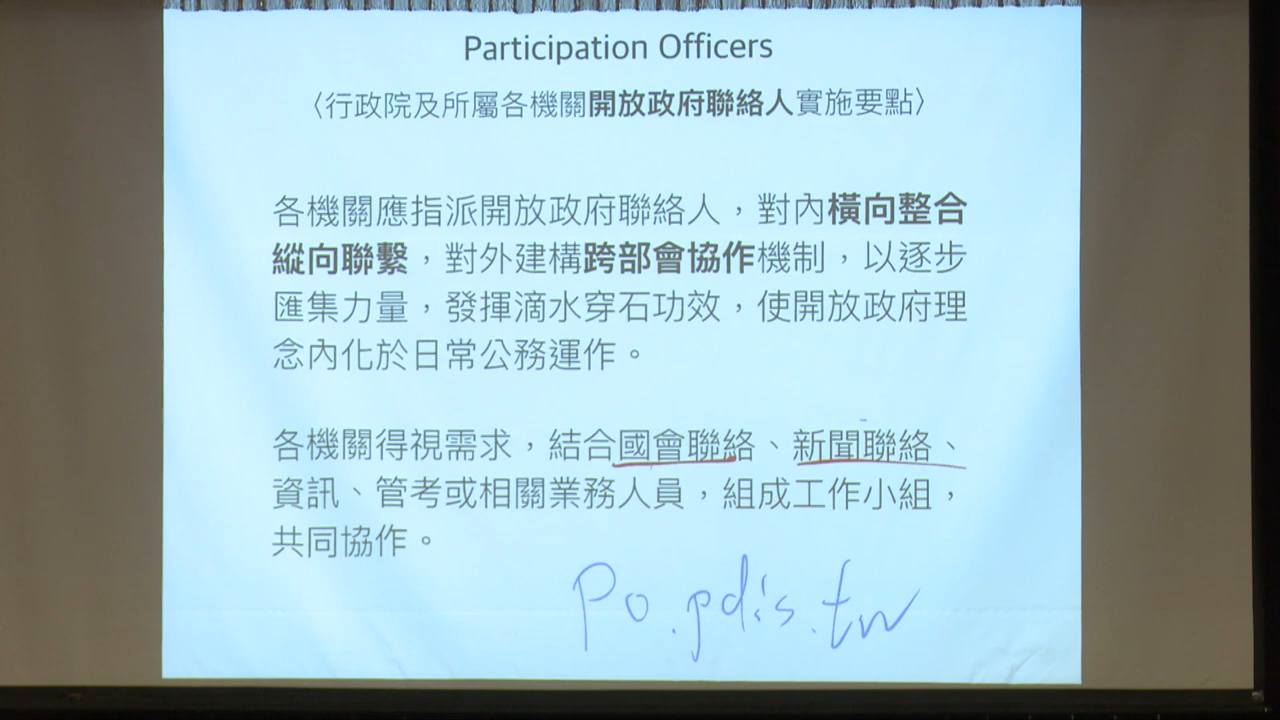 Participation Officers
〈行政院及所屬各機關開放政府聯絡人實施要點〉
各機關應指派開放政府聯絡人，對內橫向整合
縱向聯繫，對外建構跨部會協作機制，以逐步
匯集力量，發揮滴水穿石功效，使開放政府理
念內化於日常公務運作。
各機關得視需求，結合國會聯絡、新聞聯絡、
資訊、管考或相關業務人員，組成工作小組，
共同協作。
Po.pdis.tw